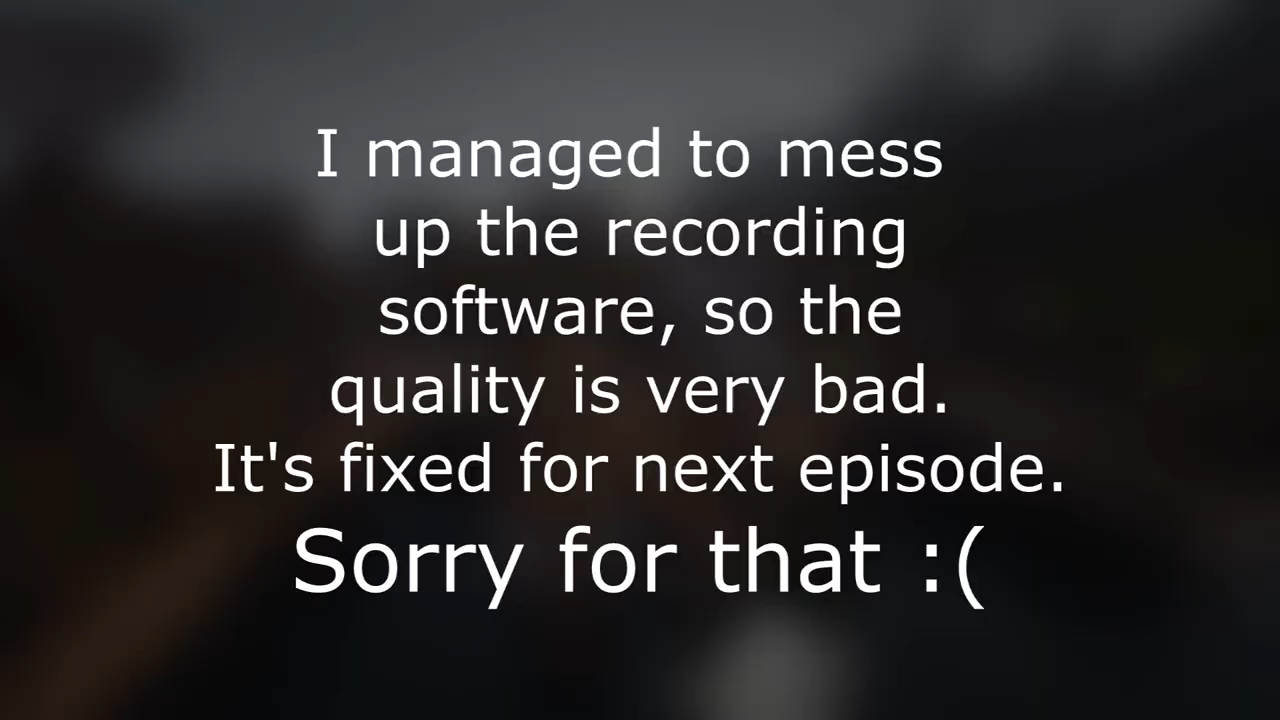 I managed to mess
up the recording
software, so the
quality is very bad.
It's fixed for next episode.
Sorry for that :(